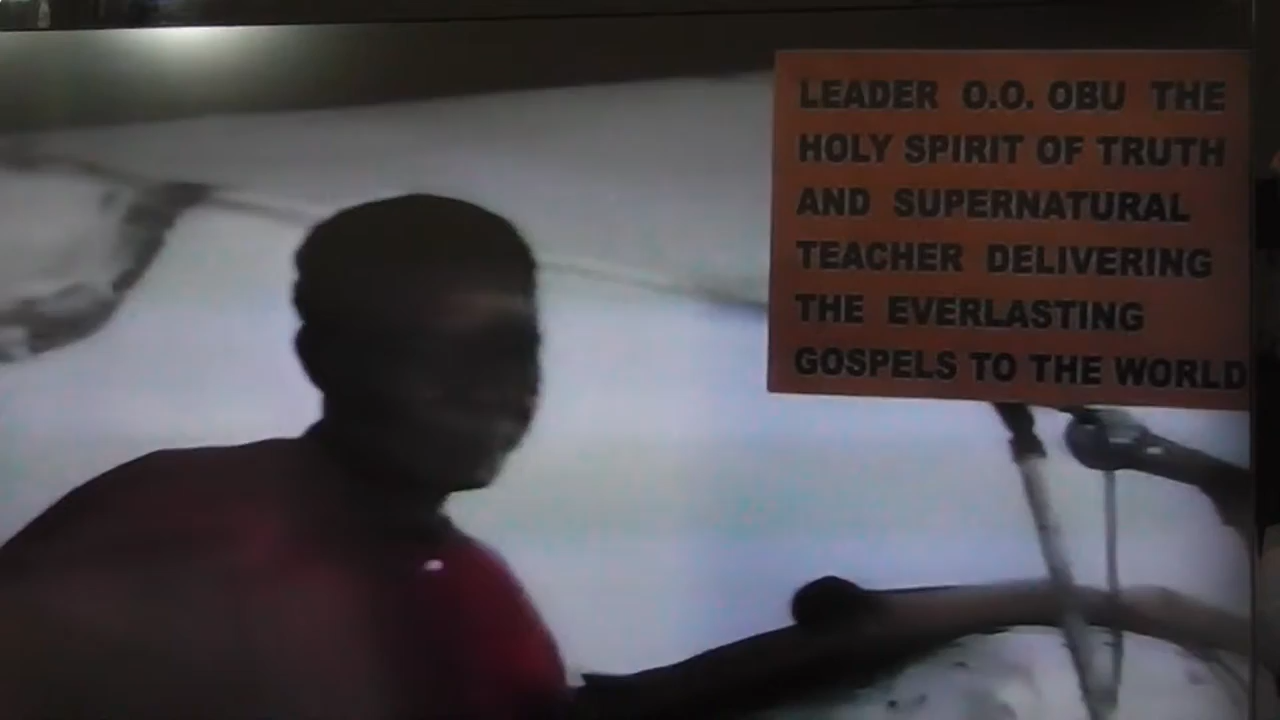 LEADER O.O. OBU THE
HOLY SPIRIT OF TRUTH
AND SUPERNATURAL
TEACHER DELIVERING
THE EVERLASTING
GOSPELS TO THE WORLD